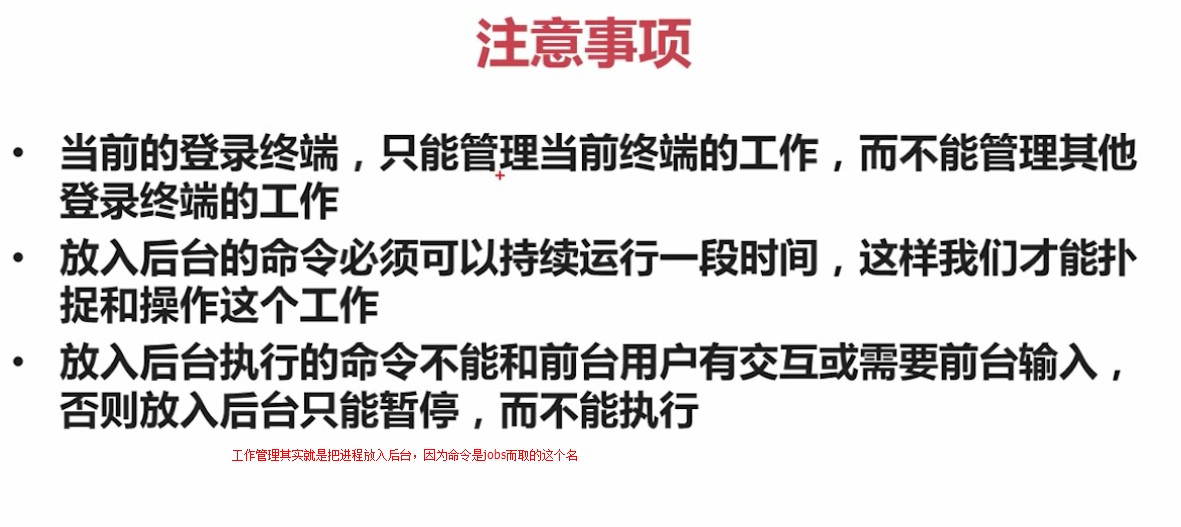 注意事项
• 当前的登录终端，只能管理当前终端的工作，而不能管理其他
登录终端的工作
• 放入后台的命令必须可以持续运行一段时间，这样我们才能扑
捉和操作这个工作
• 放入后台执行的命令不能和前台用户有交互或需要前台输入，
否则放入后台只能暂停，而不能执行
工作管理其实就是把进程放入后台，因为命令是jobs而取的这个名